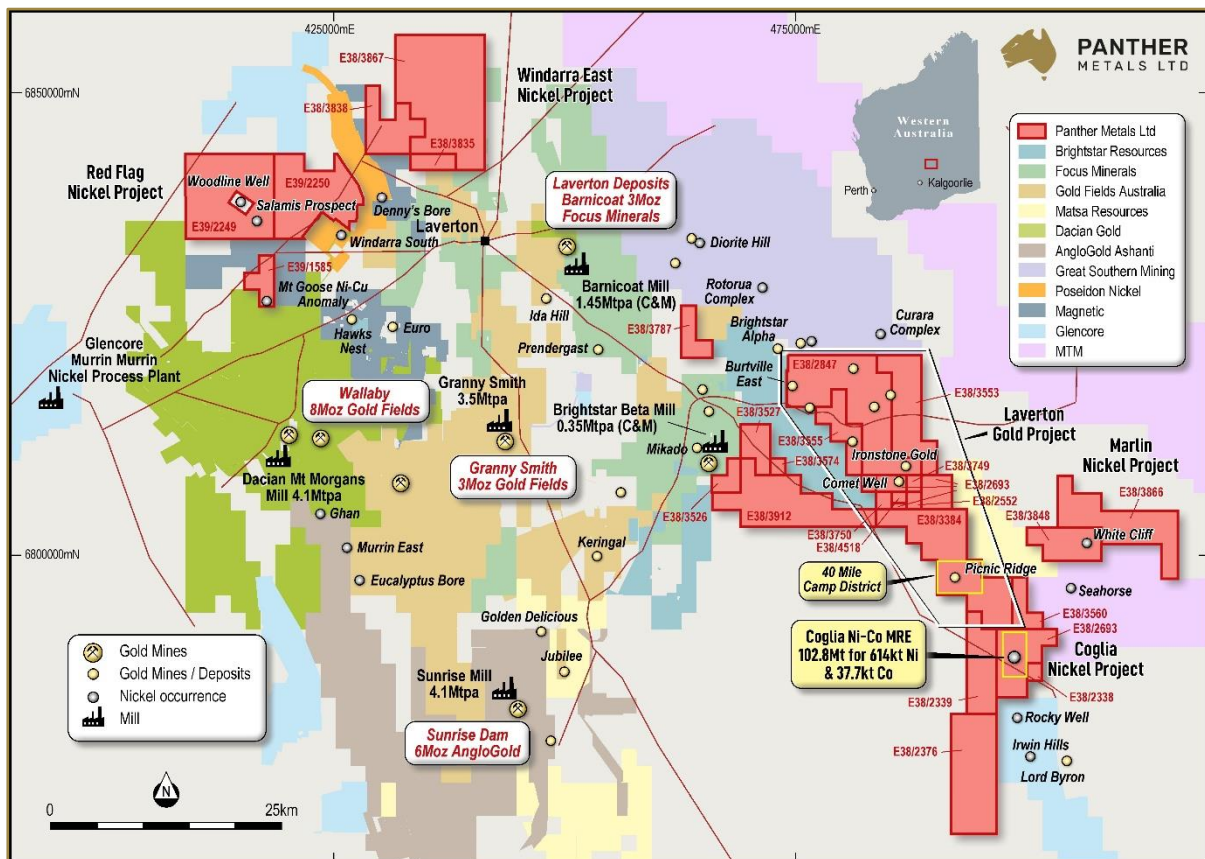 425000mE
475000mE
6850000mN
6800000mN
PANTHER
METALS LTD
Western
Australia
Perth
Kalgoorlie
Panther Metals Ltd
Brightstar Resources
Focus Minerals
Gold Fields Australia
Matsa Resources
Dacian Gold
AngloGold Ashanti
Great Southern Mining
Poseidon Nickel
Magnetic
Glencore
MTM
E38/3867
Windarra East
Nickel Project
E38/3838
E38/3835
Red Flag
Nickel Project
Woodline Well
E39/2250
Salamis Prospect
E39/2249
Denny's Bore
Laverton
Windarra South
Laverton Deposits
Barnicoat 3Moz
Focus Minerals
E39/1585
Mt Goose Ni-Cu
Anomaly
Barnicoat Mill
1.45Mtpa (C&M)
Diorite Hill
Rotorua
Complex
Ida Hill
E38/3787
Hawks
Nest
Euro
Prendergast
Brightstar
Alpha
Curara
Complex
Glencore
Murrin Murrin
Nickel Process Plant
Burtville
East
E38/2847
E38/3553
Wallaby
8Moz Gold Fields
Granny Smith
3.5Mtpa
Brightstar Beta Mill
0.35Mtpa (C&M)
E38/3527
E38/3555
Laverton
Gold Project
Mikado
E38/3574
Ironstone Gold
Marlin
Nickel Project
Granny Smith
3Moz Gold Fields
Dacian Mt Morgans
Mill 4.1Mtpa
Comet Well
E38/3749
E38/2693
E38/2552
E38/3866
Ghan
E38/3526
E38/3912
E38/3750
E38/4518
E38/3384
E38/3848
White Cliff
Murrin East
Keringal
Eucalyptus Bore
40 Mile
Camp District
Picnic Ridge
Seahorse
Golden Delicious
E38/3560
E38/2693
Coglia Ni-Co MRE
102.8Mt for 614kt Ni
& 37.7kt Co
Coglia
Nickel Project
Jubilee
Sunrise Mill
4.1Mtpa
E38/2339
E38/2338
Sunrise Dam
6Moz AngloGold
Rocky Well
E38/2376
Irwin Hills
Lord Byron
Gold Mines
Gold Mines / Deposits
Nickel occurrence
Mill
N
0
25km